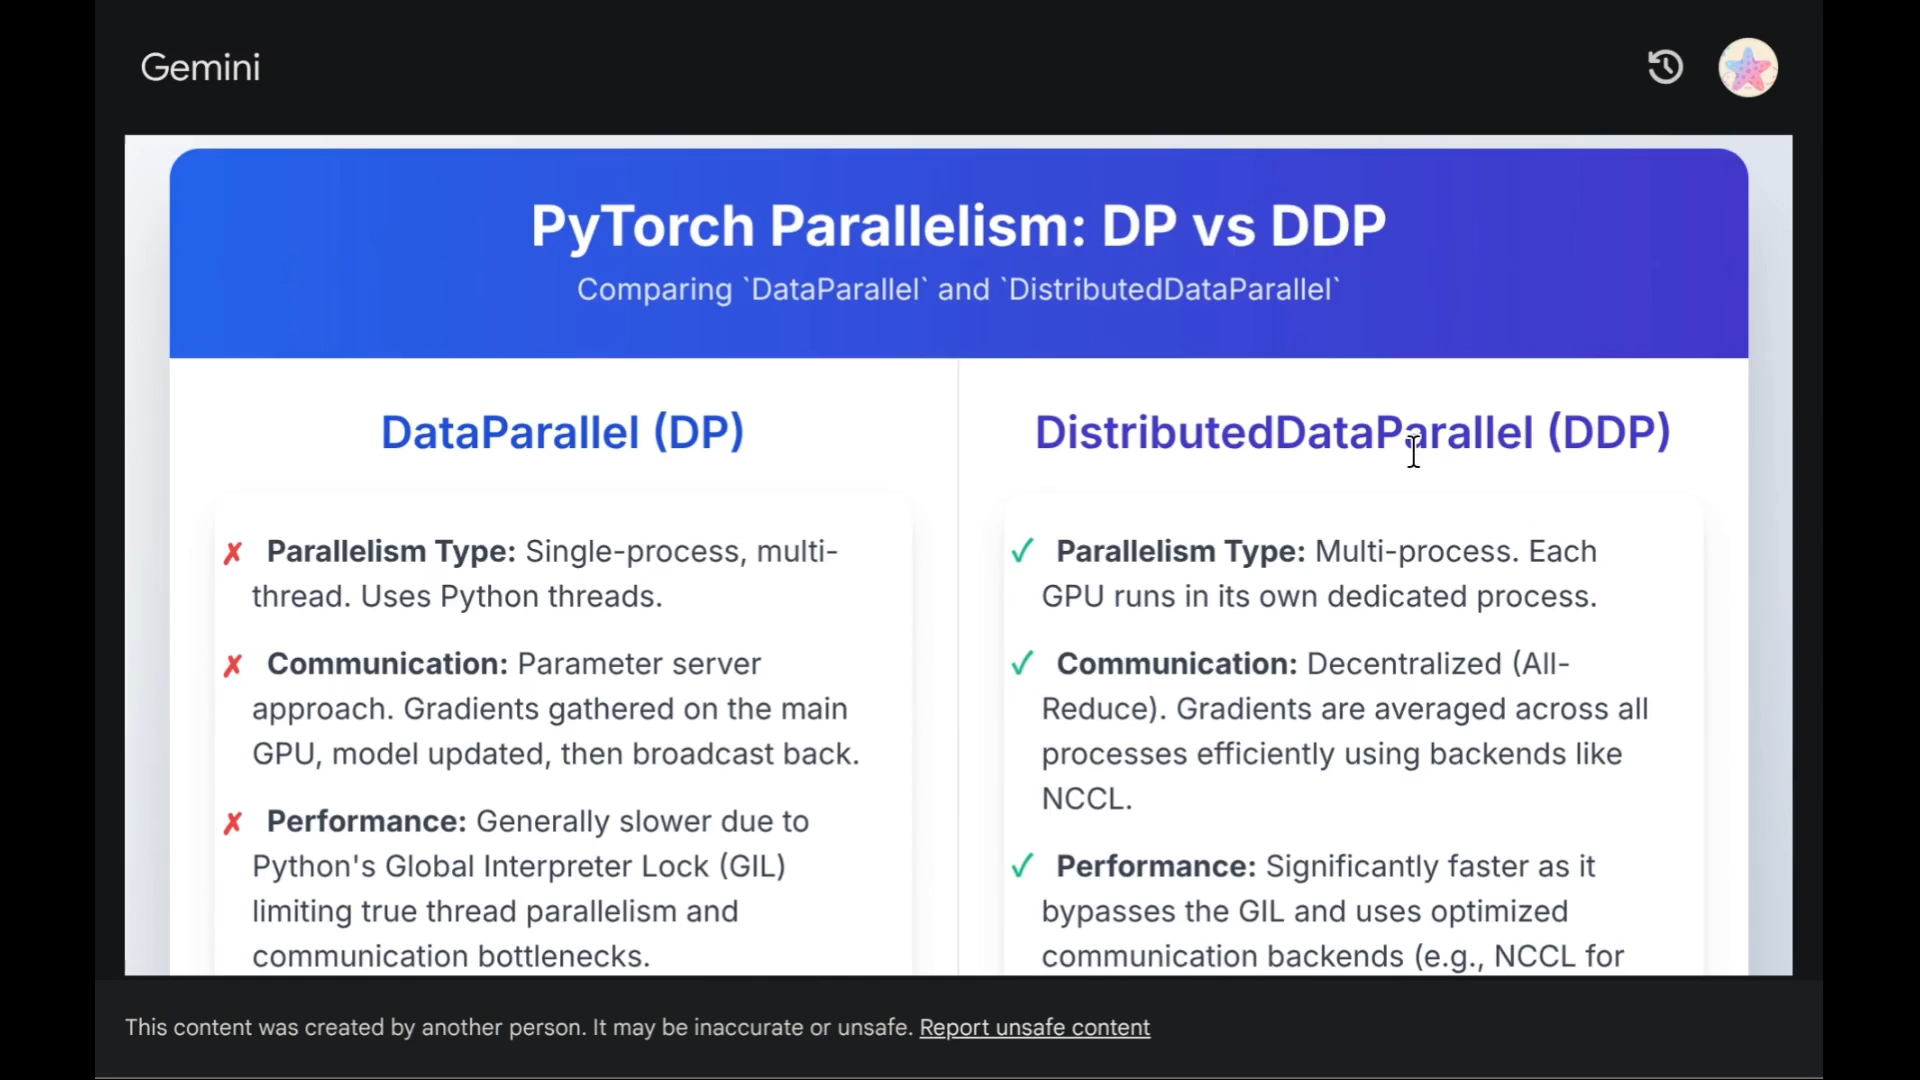 Gemini
PyTorch Parallelism: DP vs DDP
Comparing `DataParallel` and `DistributedDataParallel`
DataParallel (DP)
✗ Parallelism Type: Single-process, multi-
thread. Uses Python threads.
✗ Communication: Parameter server
approach. Gradients gathered on the main
GPU, model updated, then broadcast back.
✗ Performance: Generally slower due to
Python's Global Interpreter Lock (GIL)
limiting true thread parallelism and
communication bottlenecks.
DistributedDataParallel (DDP)
✓ Parallelism Type: Multi-process. Each
GPU runs in its own dedicated process.
✓ Communication: Decentralized (All-
Reduce). Gradients are averaged across all
processes efficiently using backends like
NCCL.
✓ Performance: Significantly faster as it
bypasses the GIL and uses optimized
communication backends (e.g., NCCL for
This content was created by another person. It may be inaccurate or unsafe. Report unsafe content